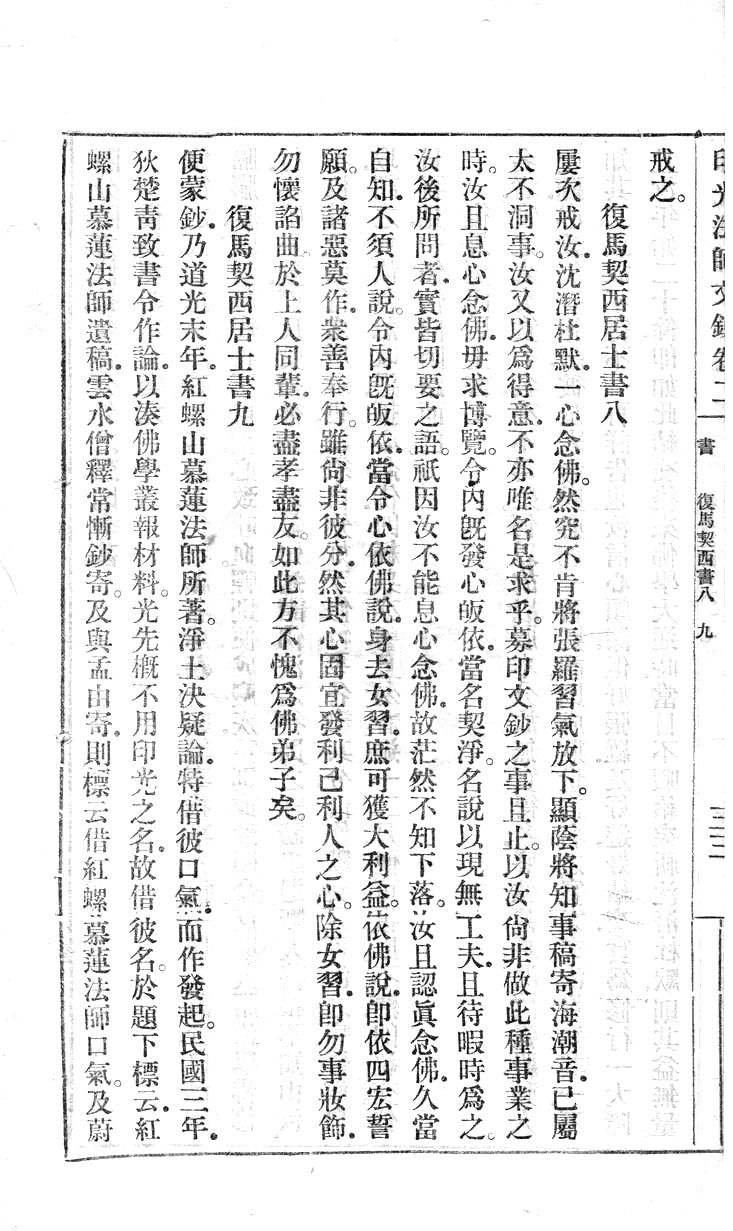 印光法師文鈔卷二 書 復馬契西書八 九 三二
戒之。
復馬契西居士書八
屢次戒汝.沈潛杜默.一心念佛。然究不肯將張羅習氣放下。顯蔭將知事稿寄海潮音.已屬
太不洞事。汝又以爲得意.不亦唯名是求乎。募印文鈔之事且止.以汝尙非做此種事業之
時。汝且息心念佛.毋求博覽。令內旣發心皈依.當名契淨。名說以現無工夫.且待暇時爲之。
汝後所問者.實皆切要之語。祇因汝不能息心念佛.故茫然不知下落。汝且認眞念佛.久當
自知.不須人說。令內旣皈依.當令心依佛說.身去女習.庶可獲大利益。依佛說.卽依四宏誓
願.及諸惡莫作.衆善奉行。雖尙非彼分.然其心固宜發利己利人之心。除女習.卽勿事妝飾.
勿懷諂曲.於上人同輩.必盡孝盡友。如此方不愧爲佛弟子矣。
復馬契西居士書九
便蒙鈔.乃道光末年.紅螺山慕蓮法師所著。淨土決疑論.特借彼口氣.而作發起。民國三年.
狄楚靑致書令作論.以湊佛學叢報材料。光先槪不用印光之名.故借彼名.於題下標云.紅
螺山慕蓮法師遺稿.雲水僧釋常慚鈔寄。及與孟由寄.則標云借紅螺慕蓮法師口氣。及蔚